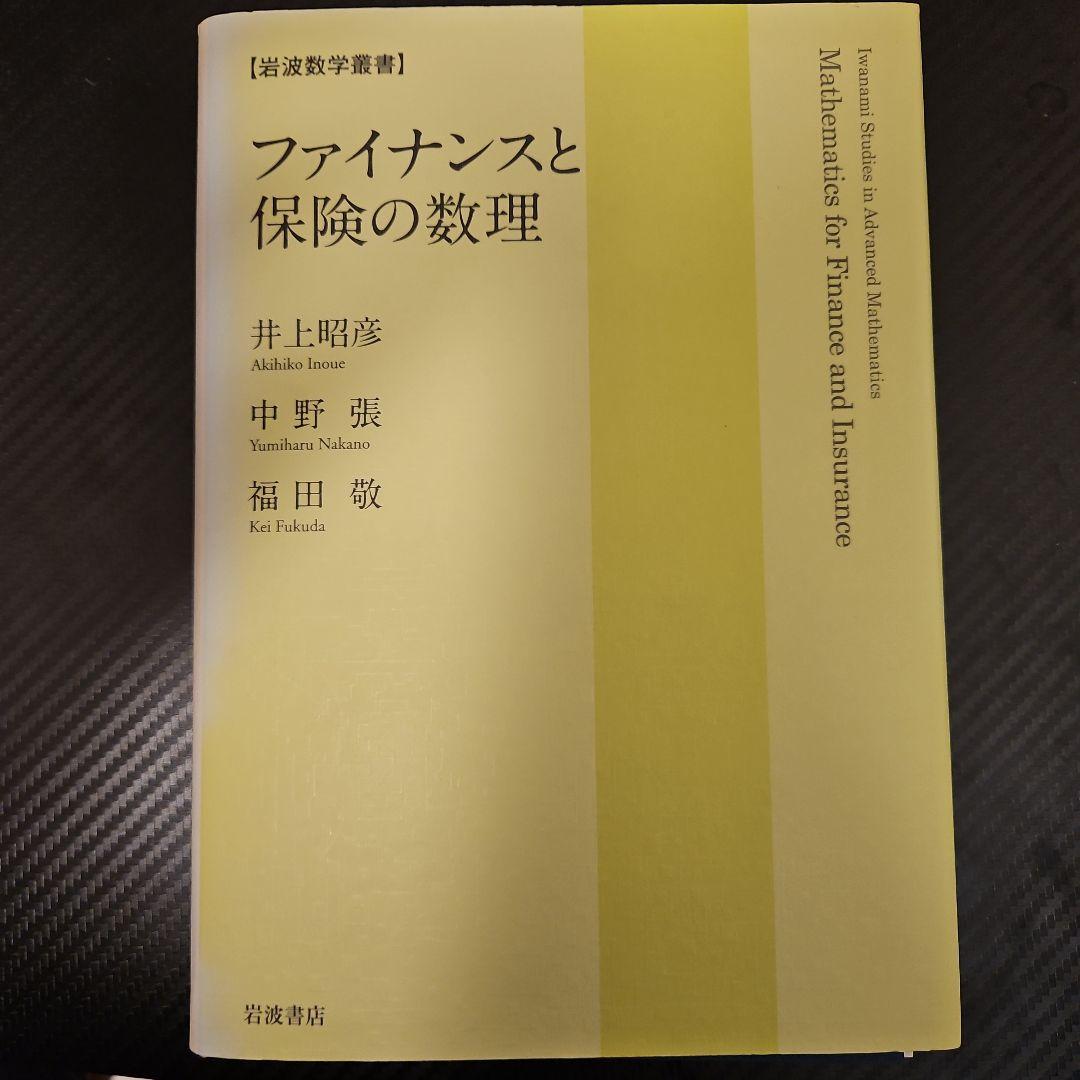 【岩波数学叢書】
ファイナンスと
保険の数理
井上昭彦
Akihiko Inoue
中野 張
Yumiharu Nakano
福田 敬
Kei Fukuda
岩波書店
Iwanami Studies in Advanced Mathematics
Mathematics for Finance and Insurance